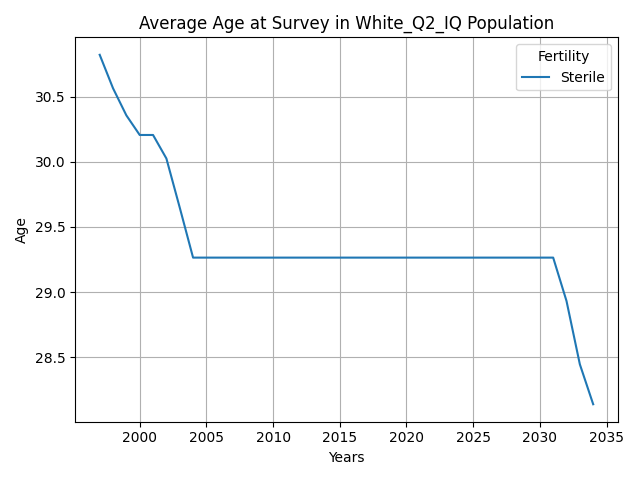 Average Age at Survey in White_Q2_IQ Population
Fertility
Sterile
Age
30.5
30.0
29.5
29.0
28.5
2000 2005 2010 2015 2020 2025 2030 2035
Years